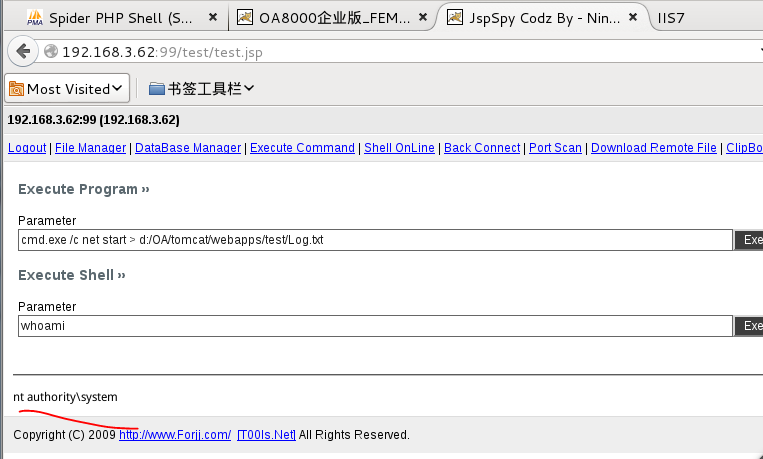 Spider PHP Shell (S... × OA8000企业版_FEM... × JspSpy Codz By - Nin... × IIS7
192.168.3.62:99/test/test.jsp
Most Visited 书签工具栏
192.168.3.62:99 (192.168.3.62)
Logout | File Manager | DataBase Manager | Execute Command | Shell OnLine | Back Connect | Port Scan | Download Remote File | ClipBo
Execute Program »
Parameter
cmd.exe /c net start > d:/OA/tomcat/webapps/test/Log.txt Exe
Execute Shell »
Parameter
whoami Exe
nt authority\system
Copyright (C) 2009 http://www.Forjj.com/ [T00ls.Net] All Rights Reserved.